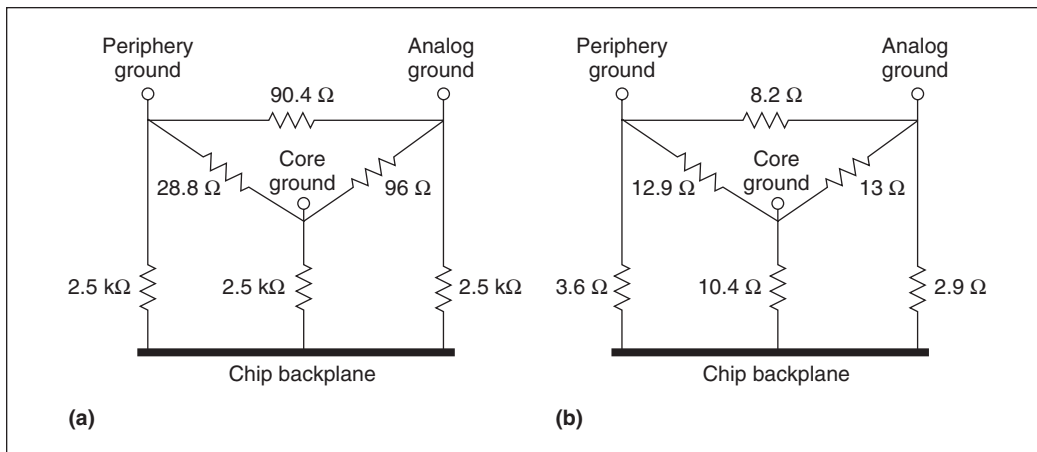 Periphery
ground
Analog
ground
90.4 Ω
Core
ground
28.8 Ω
96 Ω
2.5 kΩ
2.5 kΩ
2.5 kΩ
Chip backplane
(a)
Periphery
ground
Analog
ground
8.2 Ω
Core
ground
12.9 Ω
13 Ω
3.6 Ω
10.4 Ω
2.9 Ω
Chip backplane
(b)